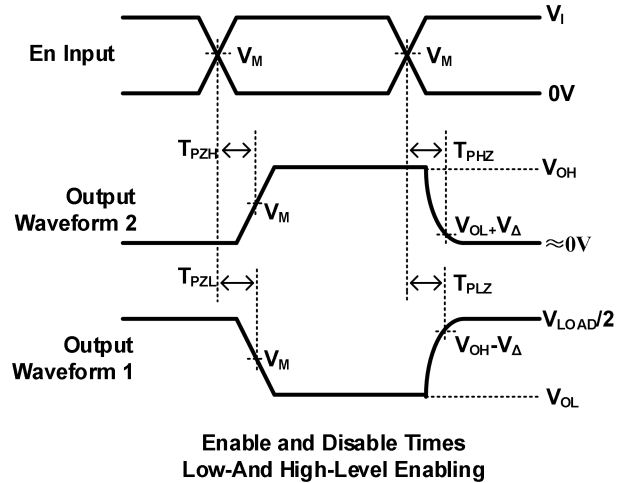 V_I
En Input
V_M
V_M
0V
T_PZH
T_PHZ
V_OH
Output
Waveform 2
V_M
V_OL+V_Δ
≈0V
T_PZL
T_PLZ
V_LOAD/2
Output
Waveform 1
V_M
V_OH-V_Δ
V_OL
Enable and Disable Times
Low-And High-Level Enabling